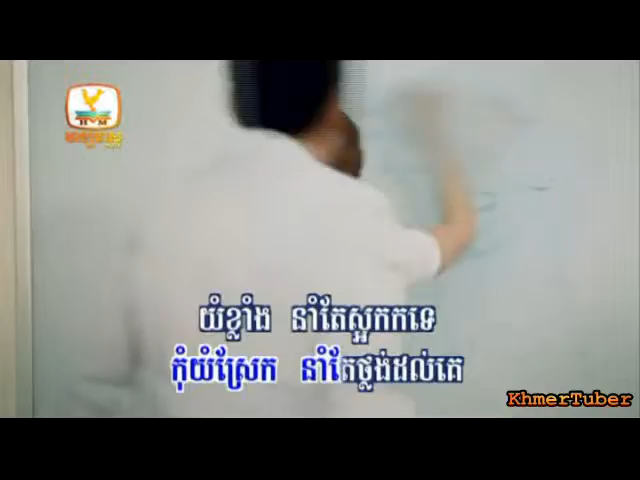 HM
យំខ្លាំង នាំតែស្អកកទេ
កុំយំស្រែក នាំតែថ្លង់ដល់គេ
KhmerTuber